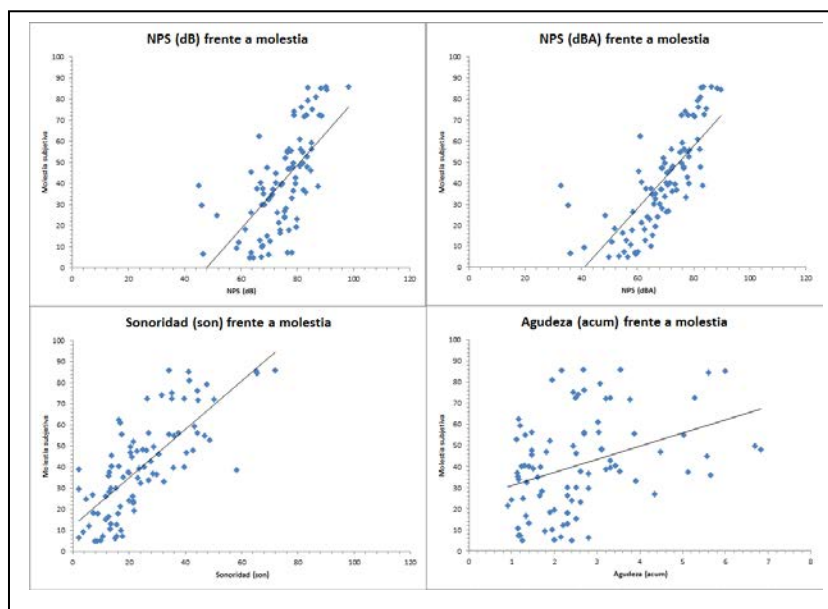 NPS (dB) frente a molestia
100
90
80
70
60
50
40
30
20
10
0
Molestia subjetiva
0 20 40 60 80 100 120
NPS (dB)
NPS (dBA) frente a molestia
100
90
80
70
60
50
40
30
20
10
0
Molestia subjetiva
0 20 40 60 80 100 120
NPS (dBA)
Sonoridad (son) frente a molestia
100
90
80
70
60
50
40
30
20
10
0
Molestia subjetiva
0 20 40 60 80 100 120
Sonoridad (son)
Agudeza (acum) frente a molestia
100
90
80
70
60
50
40
30
20
10
0
Molestia subjetiva
0 1 2 3 4 5 6 7 8
Agudeza (acum)